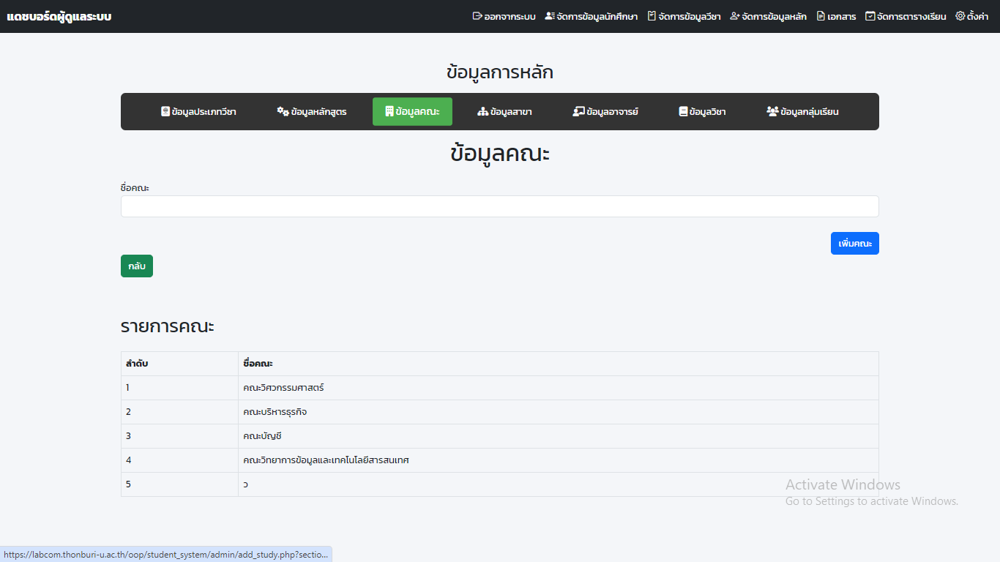 แดชบอร์ดผู้ดูแลระบบ ออกจากระบบ จัดการข้อมูลนักศึกษา จัดการข้อมูลวีชา จัดการข้อมูลหลัก เอกสาร จัดการตารางเรียน ตั้งค่า
ข้อมูลการหลัก
ข้อมูลประเภทวีชา ข้อมูลหลักสูตร ข้อมูลคณะ ข้อมูลสาขา ข้อมูลอาจารย์ ข้อมูลวิชา ข้อมูลกลุ่มเรียน
ข้อมูลคณะ
ชื่อคณะ
เพิ่มคณะ
กลับ
รายการคณะ
ลำดับ ชื่อคณะ
1 คณะวิศวกรรมศาสตร์
2 คณะบริหารธุรกิจ
3 คณะบัญชี
4 คณะวิทยาการข้อมูลและเทคโนโลยีสารสนเทศ
5 ว
Activate Windows
Go to Settings to activate Windows.
https://labcom.thonburi-u.ac.th/oop/student_system/admin/add_study.php?sectio...